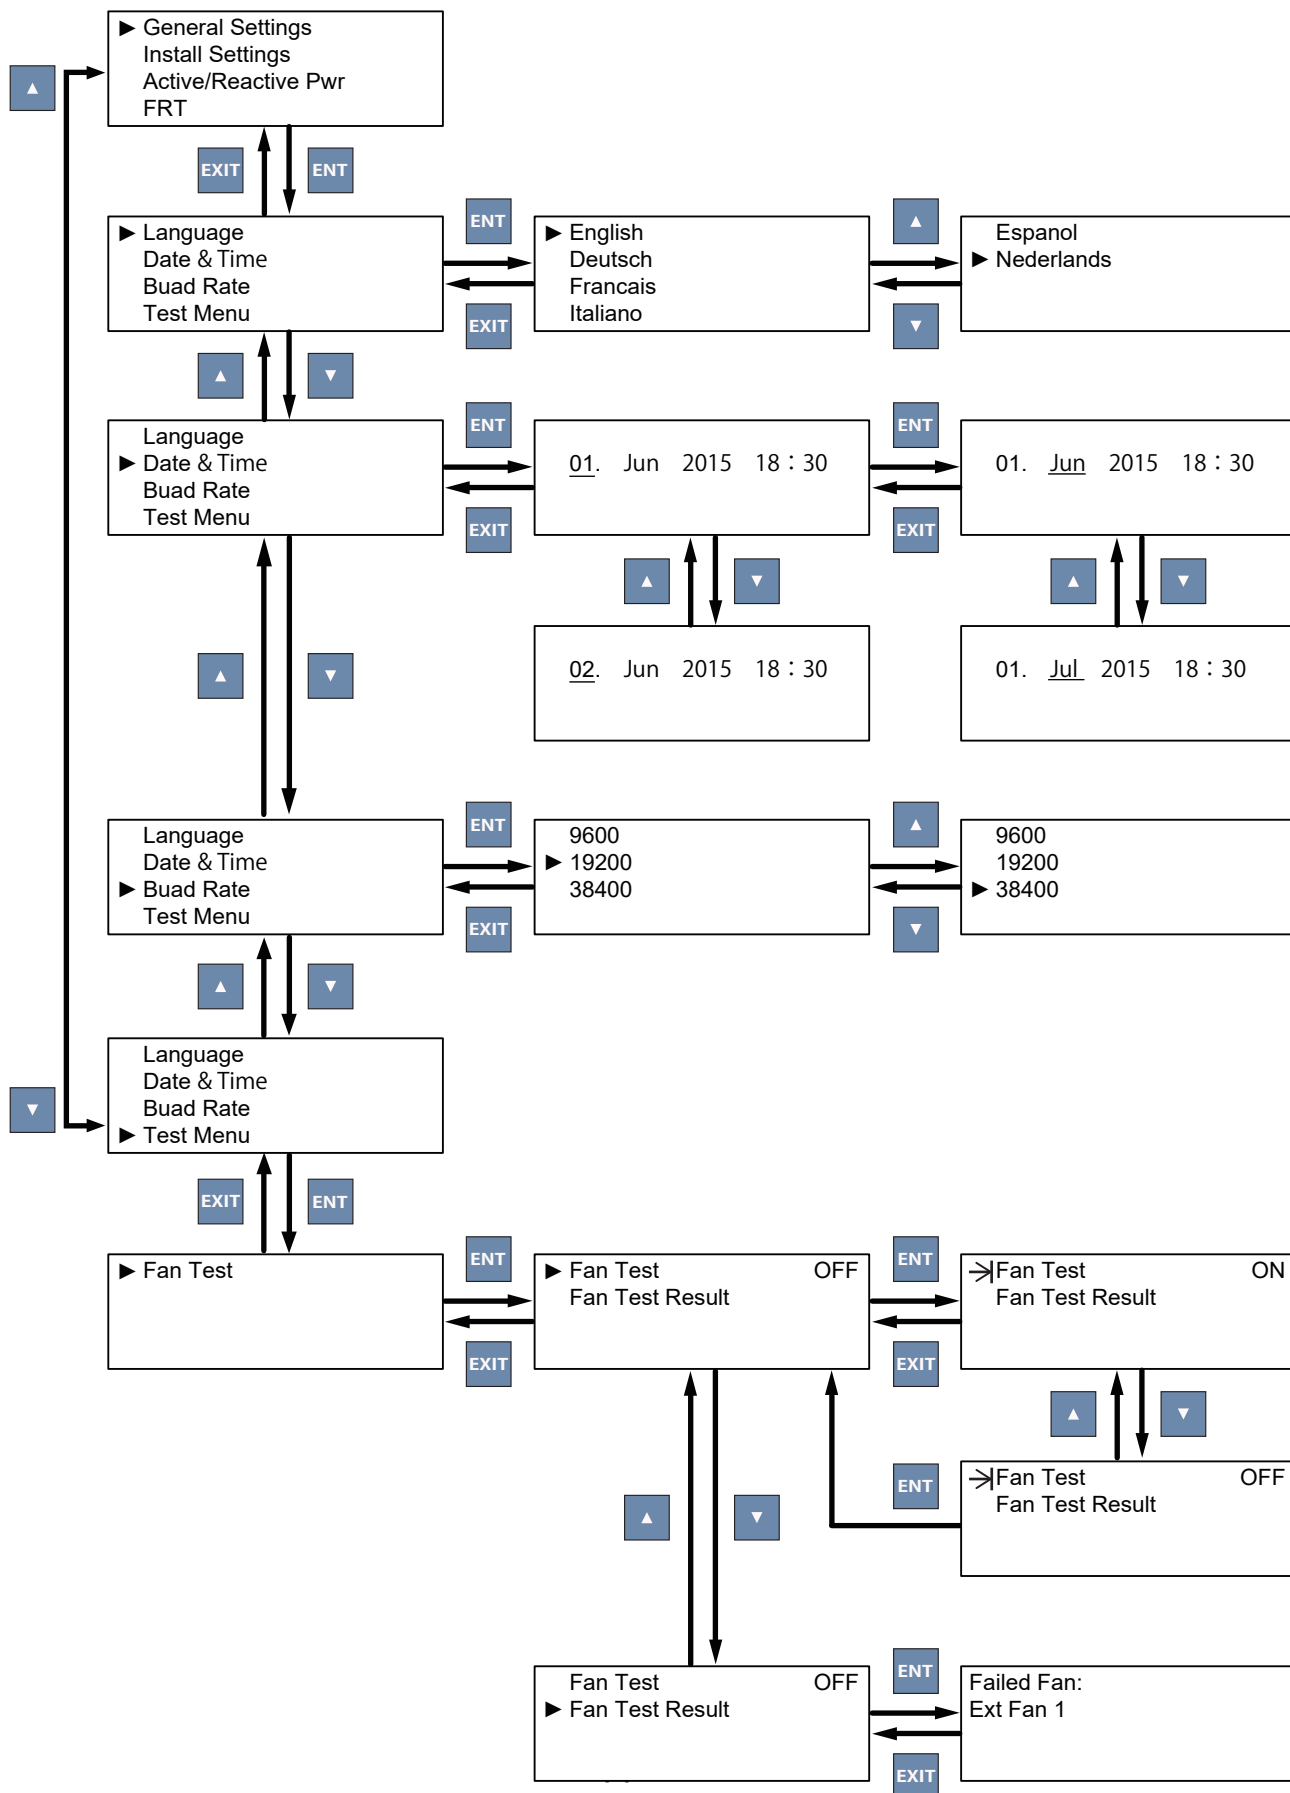 ► General Settings
Install Settings
Active/Reactive Pwr
FRT
▲
EXIT
ENT
► Language
Date & Time
Buad Rate
Test Menu
ENT
EXIT
► English
Deutsch
Francais
Italiano
▲
▼
Espanol
► Nederlands
▲
▼
Language
► Date & Time
Buad Rate
Test Menu
ENT
EXIT
01. Jun 2015 18 : 30
ENT
EXIT
01. Jun 2015 18 : 30
▲
▼
▲
▼
02. Jun 2015 18 : 30
01. Jul 2015 18 : 30
▲
▼
Language
Date & Time
► Buad Rate
Test Menu
ENT
EXIT
9600
► 19200
38400
▲
▼
9600
19200
► 38400
▲
▼
Language
Date & Time
Buad Rate
► Test Menu
▼
EXIT
ENT
► Fan Test
ENT
EXIT
► Fan Test OFF
Fan Test Result
ENT
EXIT
Fan Test ON
Fan Test Result
▲
▼
ENT
Fan Test OFF
Fan Test Result
▲
▼
Fan Test OFF
► Fan Test Result
ENT
EXIT
Failed Fan:
Ext Fan 1